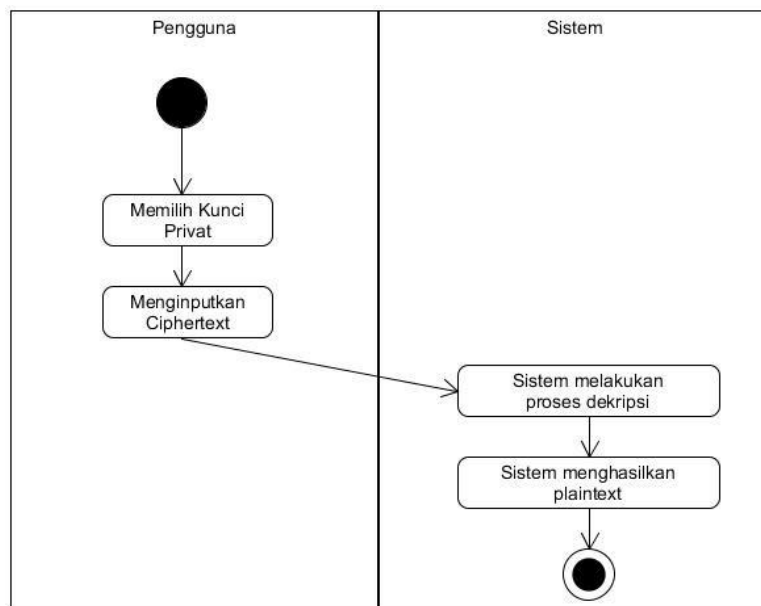 Pengguna
Sistem
Memilih Kunci
Privat
Menginputkan
Ciphertext
Sistem melakukan
proses dekripsi
Sistem menghasilkan
plaintext